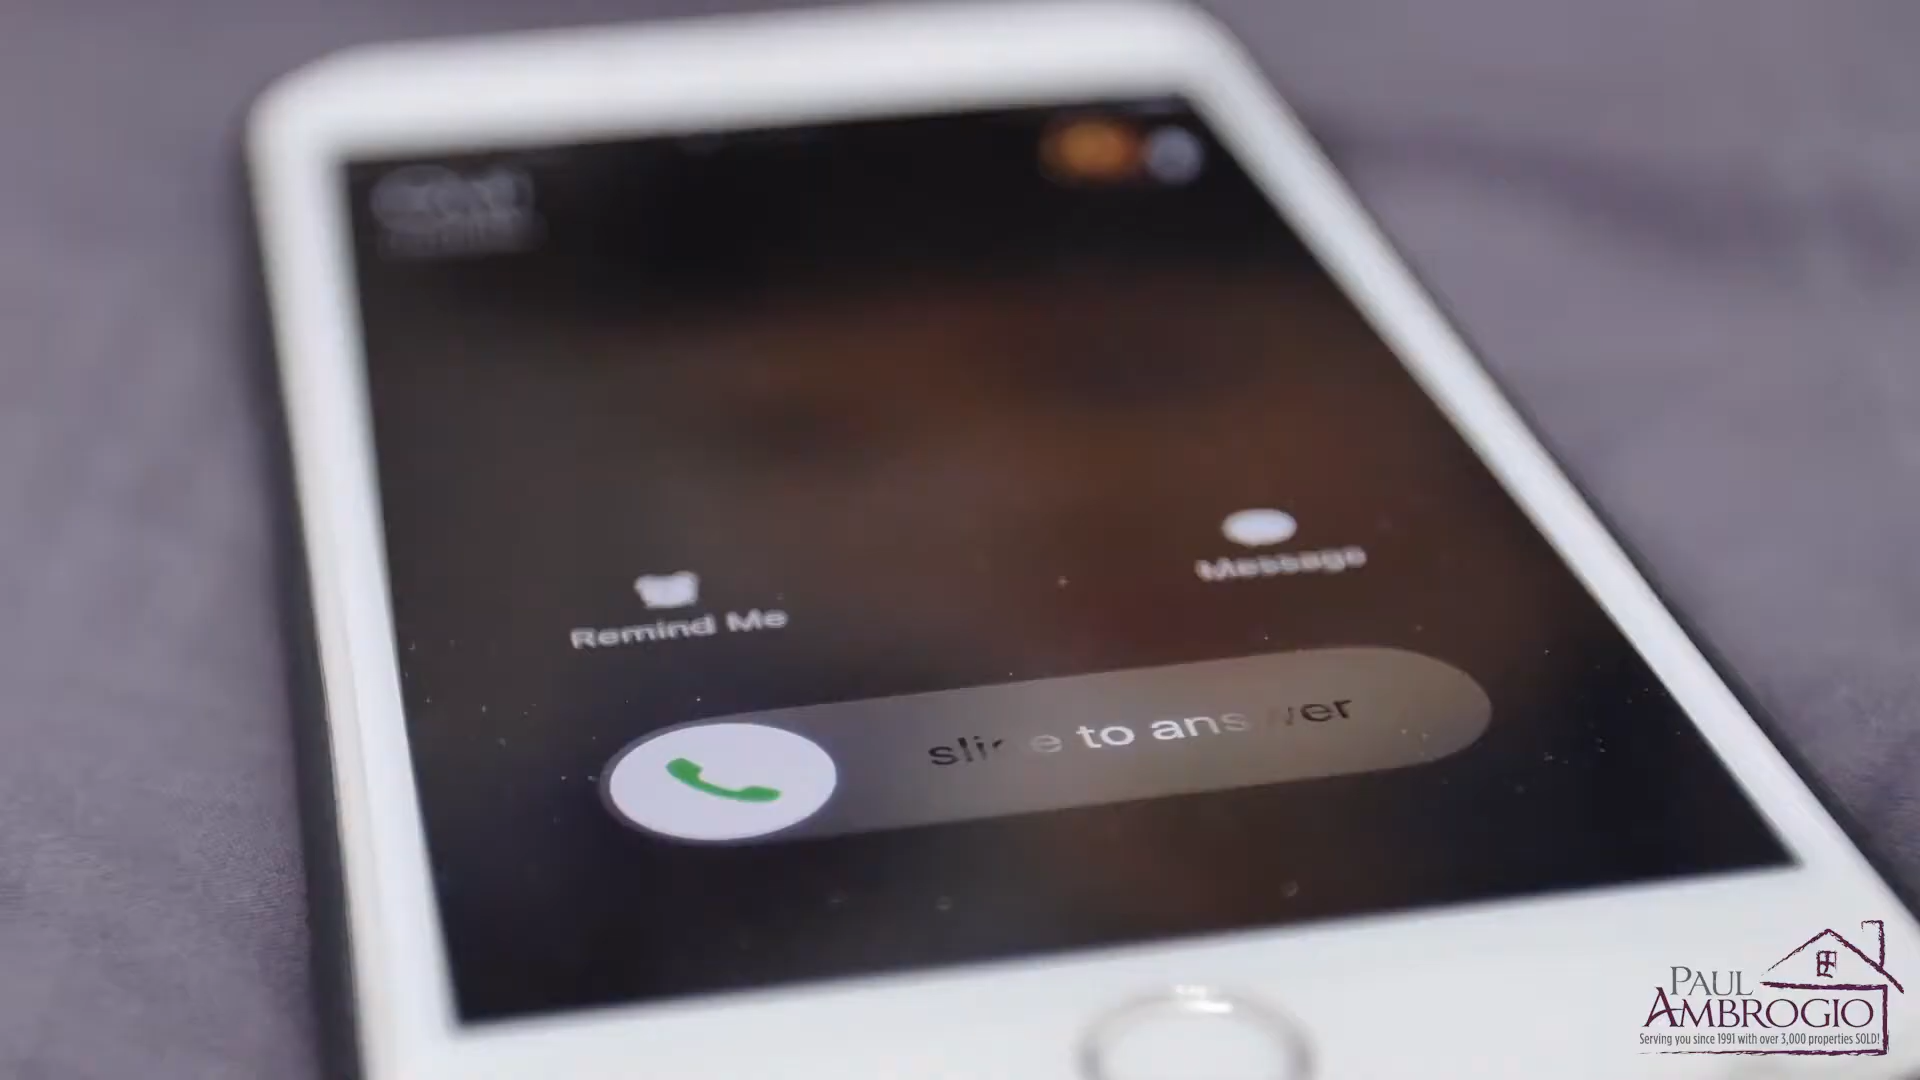 Remind Me
Message
slide to answer
PAUL
AMBROGIO
Serving you since 1991 with over 3,000 properties SOLD!